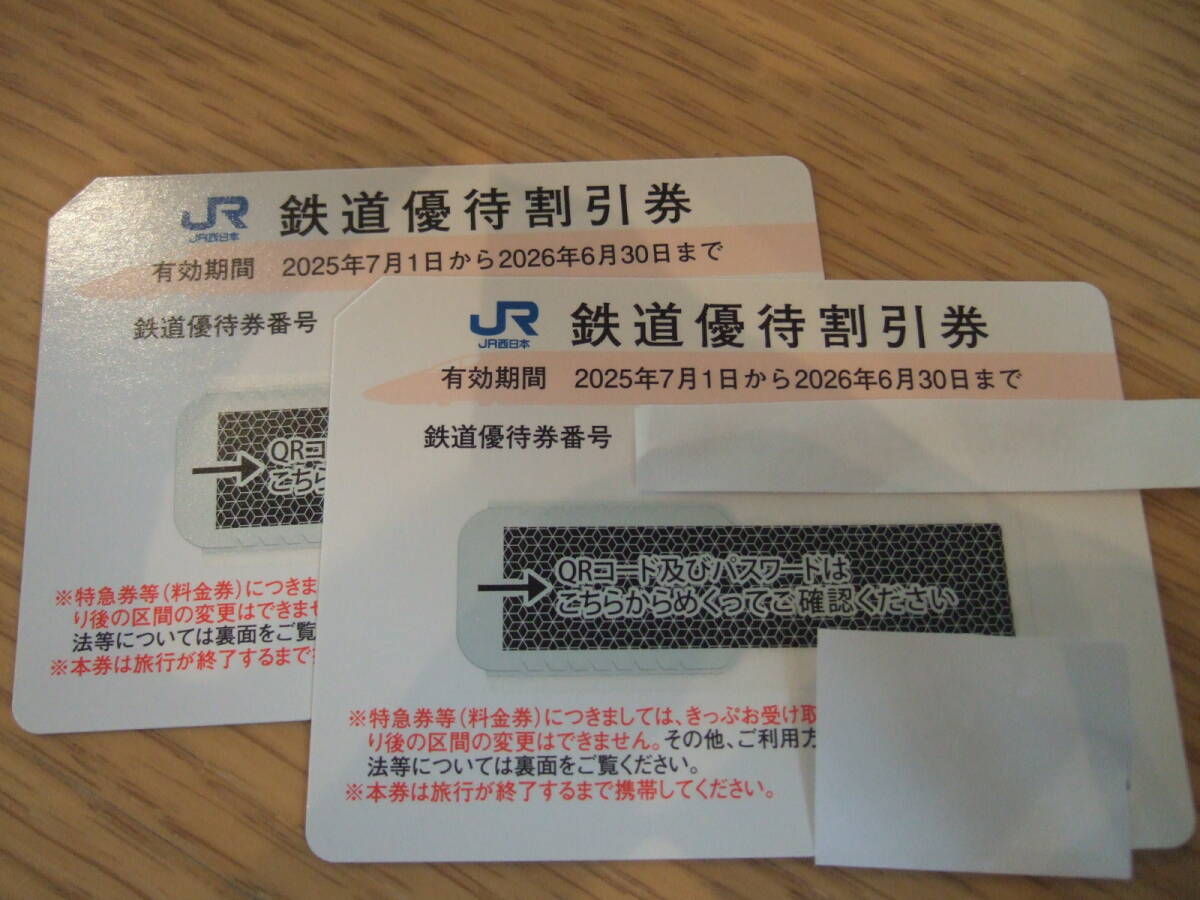 JR 鉄道優待割引券
JR西日本
有効期間 2025年7月1日から2026年6月30日まで
鉄道優待券番号
QRコ
こちら
※特急券等(料金券)につきま
り後の区間の変更はできませ
法等については裏面をご覧
※本券は旅行が終了するまで
JR 鉄道優待割引券
JR西日本
有効期間 2025年7月1日から2026年6月30日まで
鉄道優待券番号
QRコード及びパスワードは
こちらからめくってご確認ください
※特急券等(料金券)につきましては、きっぷお受け取
り後の区間の変更はできません。その他、ご利用方
法等については裏面をご覧ください。
※本券は旅行が終了するまで携帯してください。